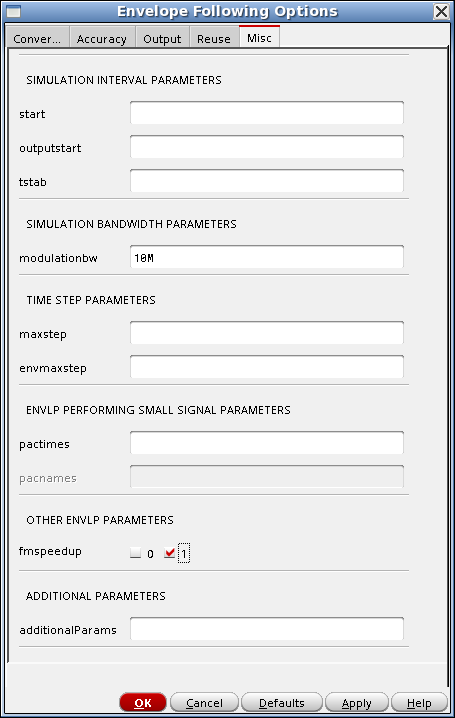 Envelope Following Options
Conver... Accuracy Output Reuse Misc
SIMULATION INTERVAL PARAMETERS
start
outputstart
tstab
SIMULATION BANDWIDTH PARAMETERS
modulationbw 10M
TIME STEP PARAMETERS
maxstep
envmaxstep
ENVLP PERFORMING SMALL SIGNAL PARAMETERS
pactimes
pacnames
OTHER ENVLP PARAMETERS
fmspeedup 0 1
ADDITIONAL PARAMETERS
additionalParams
OK Cancel Defaults Apply Help